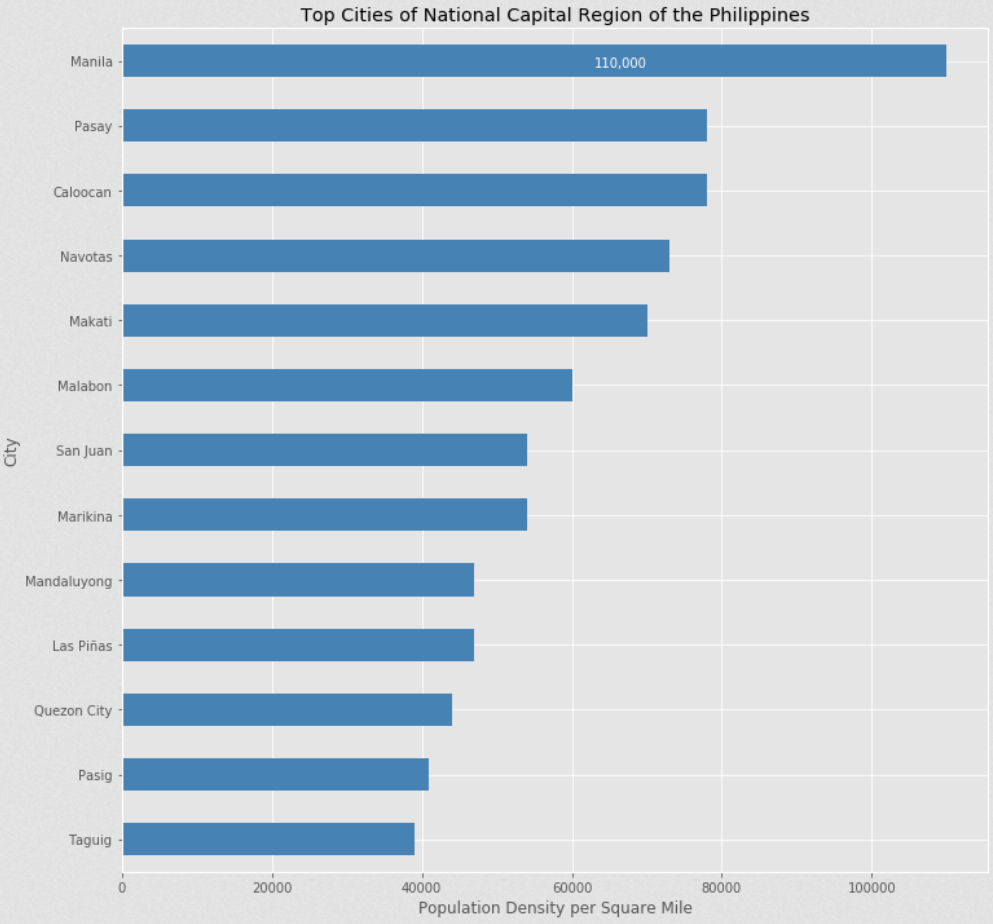 Top Cities of National Capital Region of the Philippines
Manila
110,000
Pasay
Caloocan
Navotas
Makati
Malabon
San Juan
Marikina
Mandaluyong
Las Piñas
Quezon City
Pasig
Taguig
City
0 20000 40000 60000 80000 100000
Population Density per Square Mile